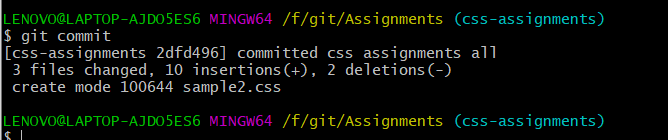 LENOVO@LAPTOP-AJDO5ES6 MINGW64 /f/git/Assignments (css-assignments)
$ git commit
[css-assignments 2dfd496] committed css assignments all
 3 files changed, 10 insertions(+), 2 deletions(-)
 create mode 100644 sample2.css
LENOVO@LAPTOP-AJDO5ES6 MINGW64 /f/git/Assignments (css-assignments)
$